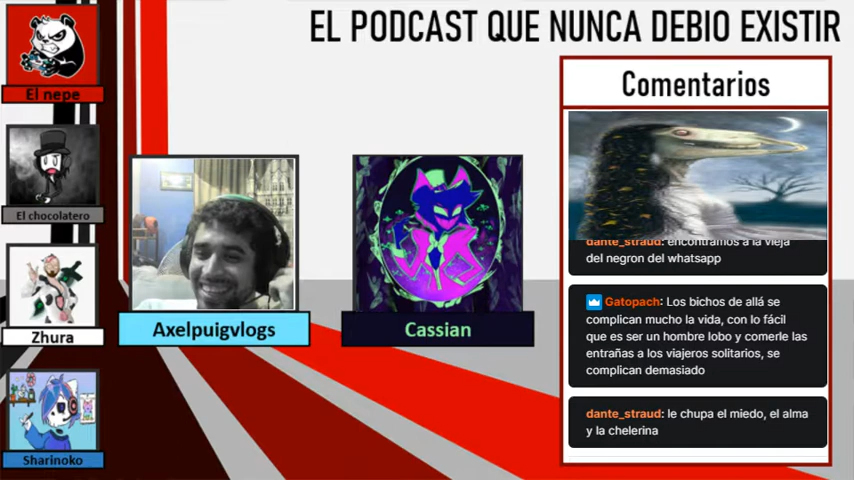 EL PODCAST QUE NUNCA DEBIO EXISTIR
El nepe
El chocolatero
Zhura
Sharinoko
Axelpuigvlogs
Cassian
Comentarios
dante_straud: encontramos a la vieja
del negron del whatsapp
Gatopach: Los bichos de allá se
complican mucho la vida, con lo fácil
que es ser un hombre lobo y comerle las
entrañas a los viajeros solitarios, se
complican demasiado
dante_straud: le chupa el miedo, el alma
y la chelerina